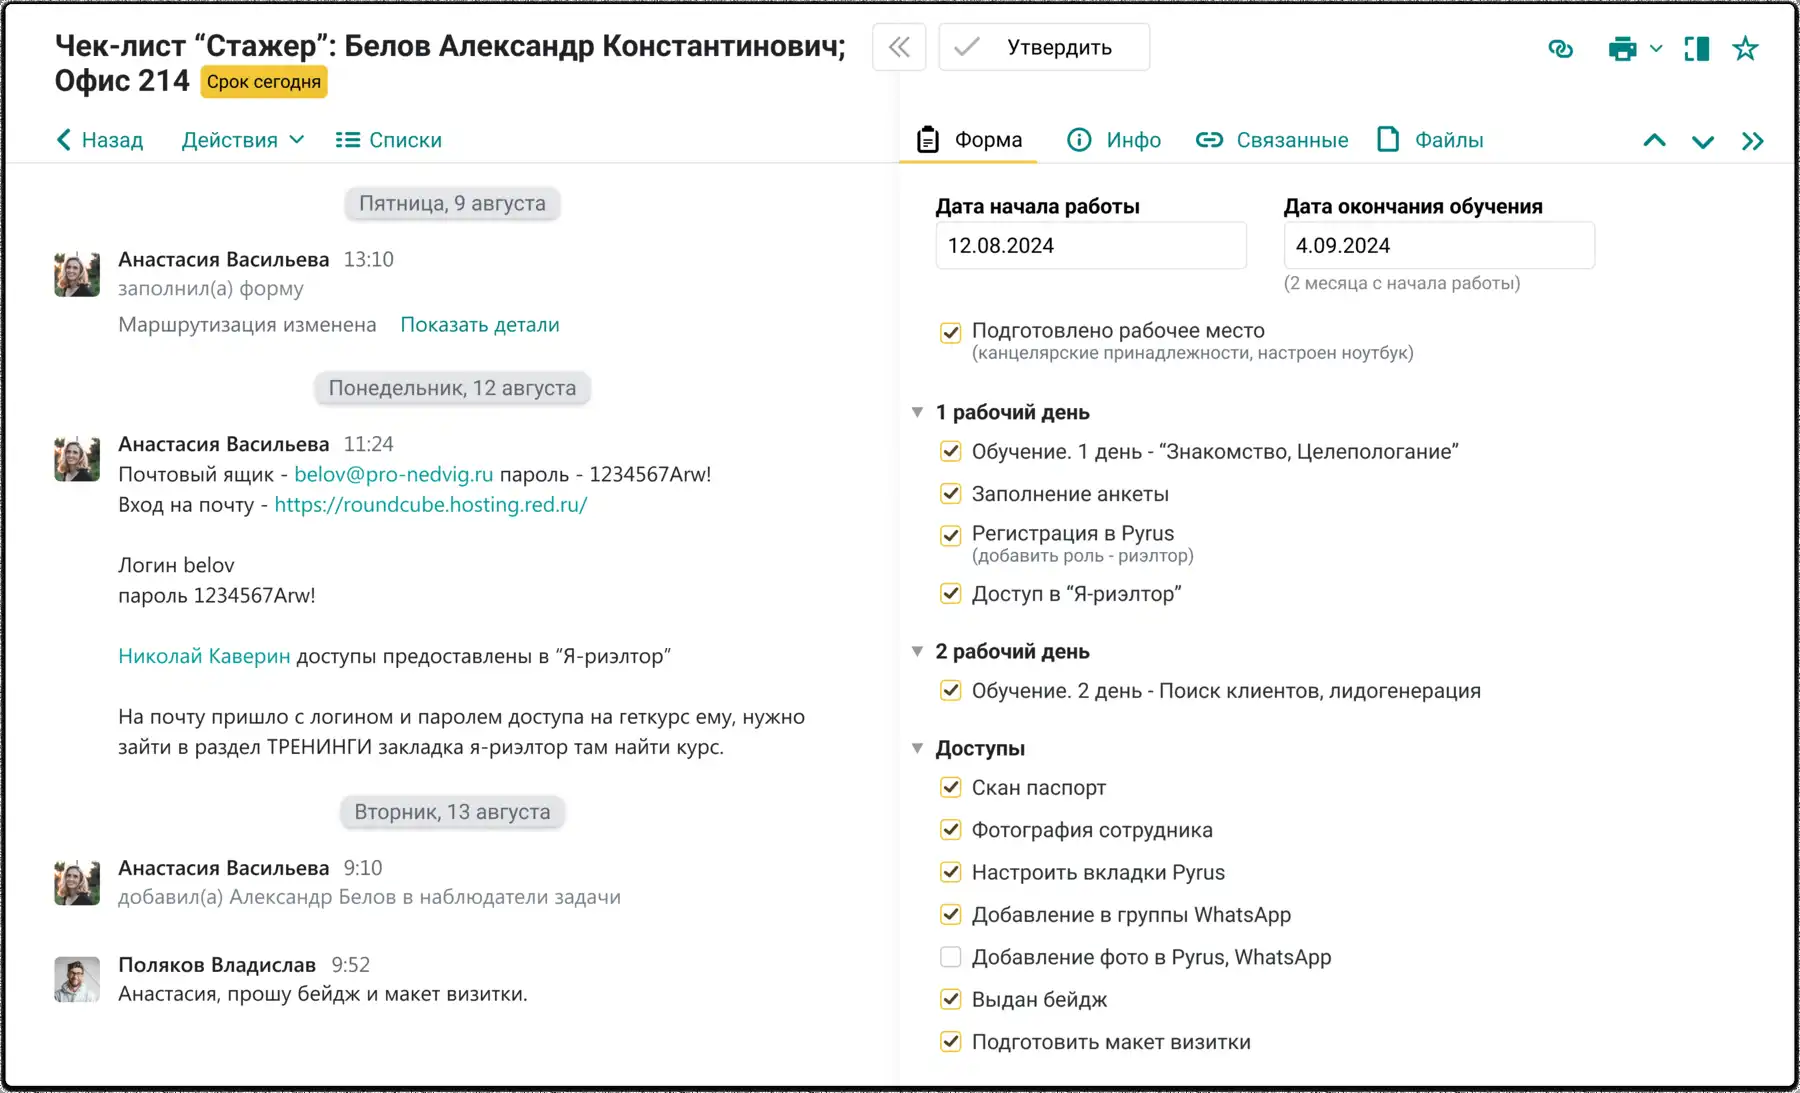 Чек-лист “Стажер”: Белов Александр Константинович;
Офис 214 Срок сегодня
Утвердить
Назад Действия Списки
Форма Инфо Связанные Файлы
Пятница, 9 августа
Анастасия Васильева 13:10
заполнил(а) форму
Маршрутизация изменена Показать детали
Понедельник, 12 августа
Анастасия Васильева 11:24
Почтовый ящик - belov@pro-nedvig.ru пароль - 1234567Arw!
Вход на почту - https://roundcube.hosting.red.ru/
Логин belov
пароль 1234567Arw!
Николай Каверин доступы предоставлены в “Я-риэлтор”
На почту пришло с логином и паролем доступа на геткурс ему, нужно
зайти в раздел ТРЕНИНГИ закладка я-риэлтор там найти курс.
Вторник, 13 августа
Анастасия Васильева 9:10
добавил(а) Александр Белов в наблюдатели задачи
Поляков Владислав 9:52
Анастасия, прошу бейдж и макет визитки.
Дата начала работы Дата окончания обучения
12.08.2024 4.09.2024
(2 месяца с начала работы)
Подготовлено рабочее место
(канцелярские принадлежности, настроен ноутбук)
1 рабочий день
Обучение. 1 день - “Знакомство, Целепологание”
Заполнение анкеты
Регистрация в Pyrus
(добавить роль - риэлтор)
Доступ в “Я-риэлтор”
2 рабочий день
Обучение. 2 день - Поиск клиентов, лидогенерация
Доступы
Скан паспорт
Фотография сотрудника
Настроить вкладки Pyrus
Добавление в группы WhatsApp
Добавление фото в Pyrus, WhatsApp
Выдан бейдж
Подготовить макет визитки